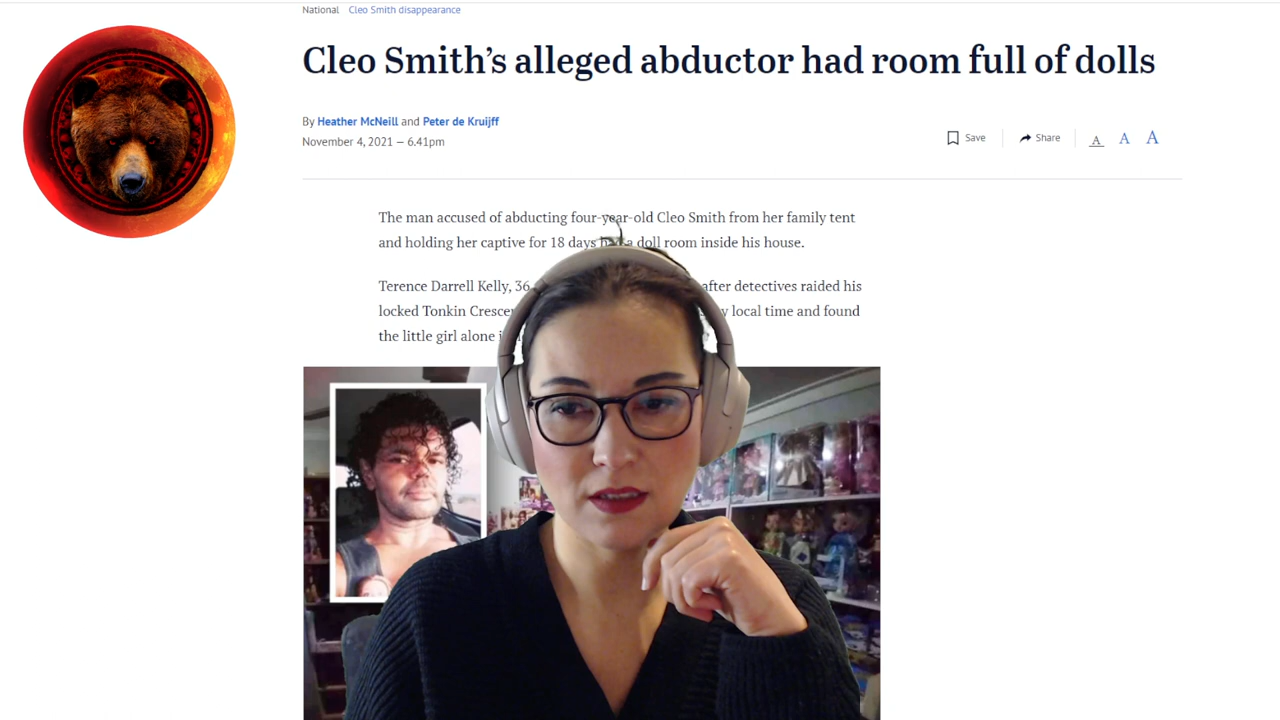 National Cleo Smith disappearance
Cleo Smith’s alleged abductor had room full of dolls
By Heather McNeill and Peter de Kruijff
November 4, 2021 — 6.41pm
Save Share A A A
The man accused of abducting four-year-old Cleo Smith from her family tent
and holding her captive for 18 days a doll room inside his house.
Terence Darrell Kelly, 36 after detectives raided his
locked Tonkin local time and found
the little girl alone